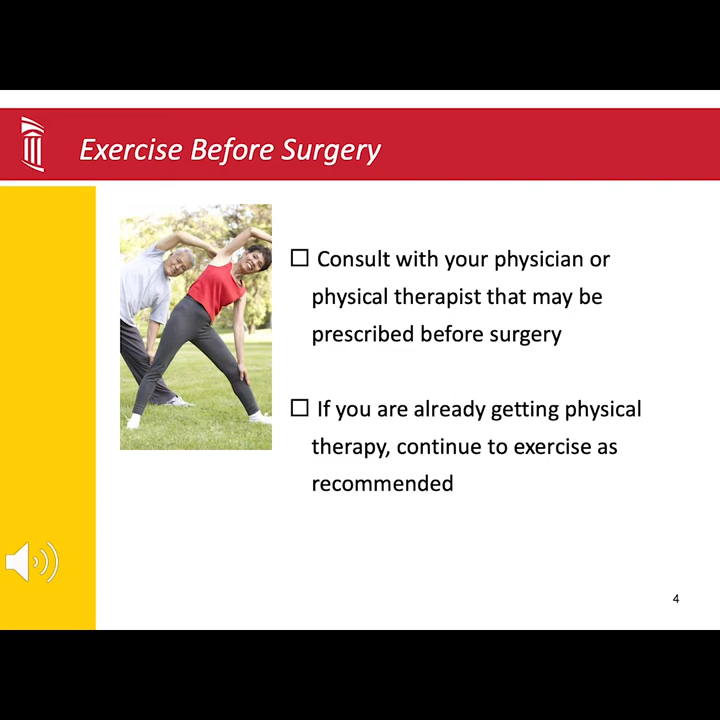 Exercise Before Surgery
☐ Consult with your physician or
physical therapist that may be
prescribed before surgery
☐ If you are already getting physical
therapy, continue to exercise as
recommended
4